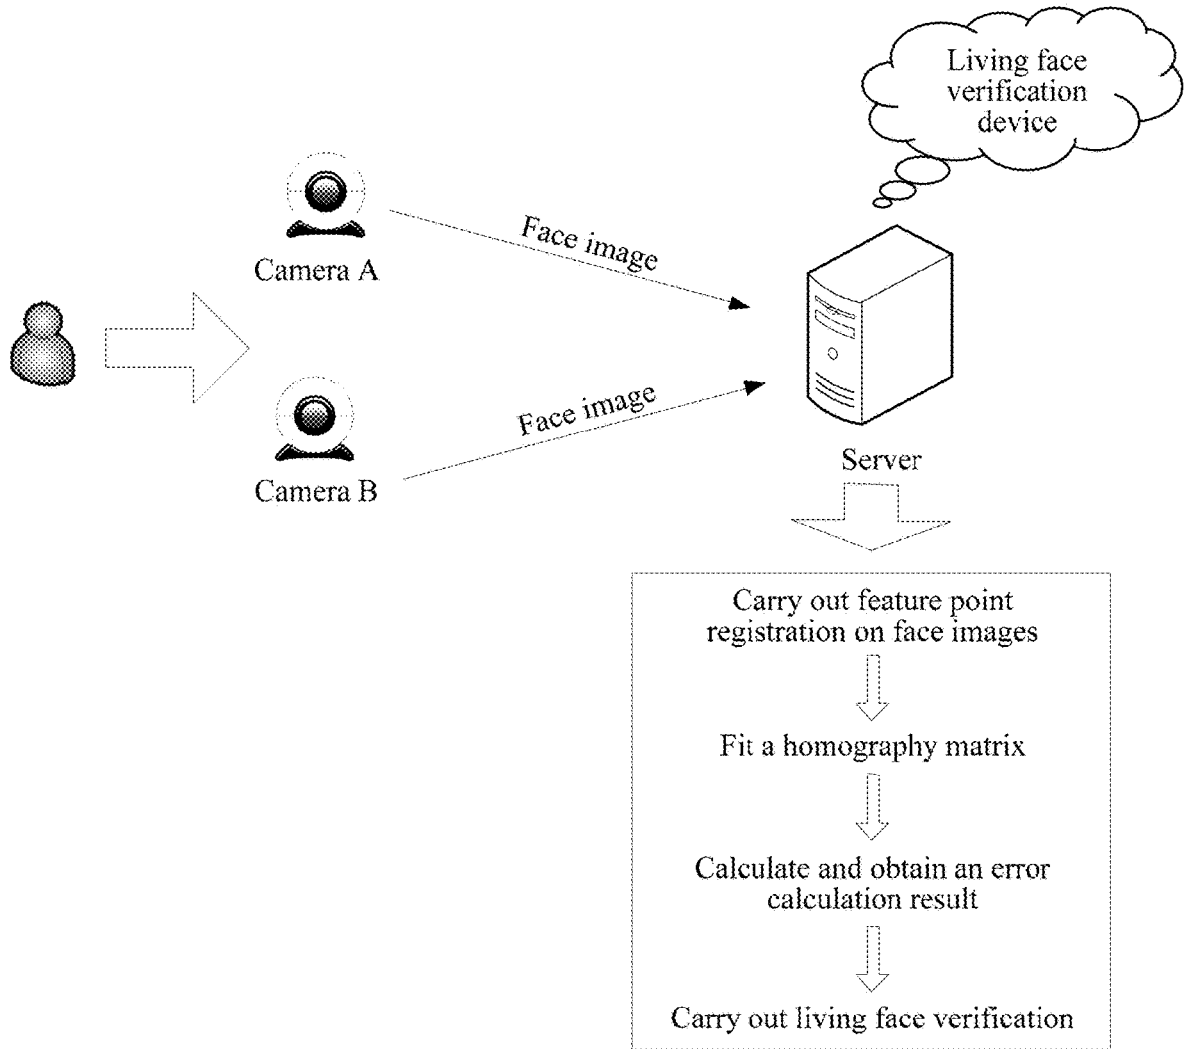 Living face
verification
device
Face image
Camera A
Face image
Camera B
Server
Carry out feature point
registration on face images
Fit a homography matrix
Calculate and obtain an error
calculation result
Carry out living face verification